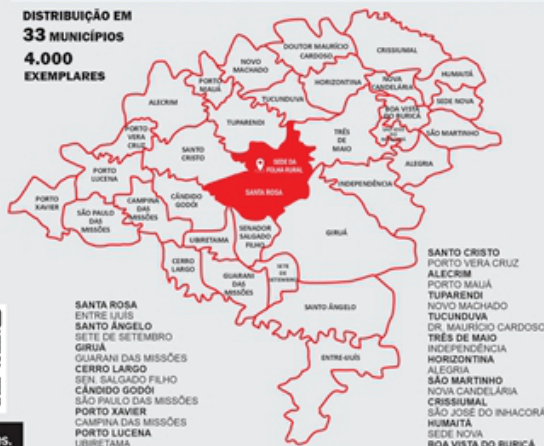 DISTRIBUIÇÃO EM
33 MUNICÍPIOS
4.000
EXEMPLARES
DOUTOR MAURÍCIO
CARDOSO
CRISSIUMAL
NOVO
MACHADO
HORIZONTINA
NOVA
CANDELÁRIA
HUMAITÁ
PORTO
MAUÁ
TUCUNDUVA
SEDE NOVA
ALECRIM
BOA VISTA
DO BURICÁ
TUPARENDI
TRÊS
DE
MAIO
SÃO MARTINHO
PORTO
VERA
CRUZ
SANTO
CRISTO
SEDE DA
FOLHA RURAL
ALEGRIA
PORTO
LUCENA
SANTA ROSA
INDEPENDÊNCIA
PORTO
XAVIER
SÃO PAULO
DAS
MISSÕES
CAMPINA
DAS
MISSÕES
CÂNDIDO
GODÓI
UBIRETAMA
SENADOR
SALGADO
FILHO
GIRUÁ
CERRO
LARGO
GUARANI
DAS
MISSÕES
SETE
DE
SETEMBRO
SANTO ÂNGELO
ENTRE-IJUÍS
SANTA ROSA
ENTRE IJUÍS
SANTO ÂNGELO
SETE DE SETEMBRO
GIRUÁ
GUARANI DAS MISSÕES
CERRO LARGO
SEN. SALGADO FILHO
CÂNDIDO GODÓI
SÃO PAULO DAS MISSÕES
PORTO XAVIER
CAMPINA DAS MISSÕES
PORTO LUCENA
UBIRETAMA
SANTO CRISTO
PORTO VERA CRUZ
ALECRIM
PORTO MAUÁ
TUPARENDI
NOVO MACHADO
TUCUNDUVA
DR. MAURÍCIO CARDOSO
TRÊS DE MAIO
INDEPENDÊNCIA
HORIZONTINA
ALEGRIA
SÃO MARTINHO
NOVA CANDELÁRIA
CRISSIUMAL
SÃO JOSÉ DO INHACORÁ
HUMAITÁ
SEDE NOVA
BOA VISTA DO BURICÁ